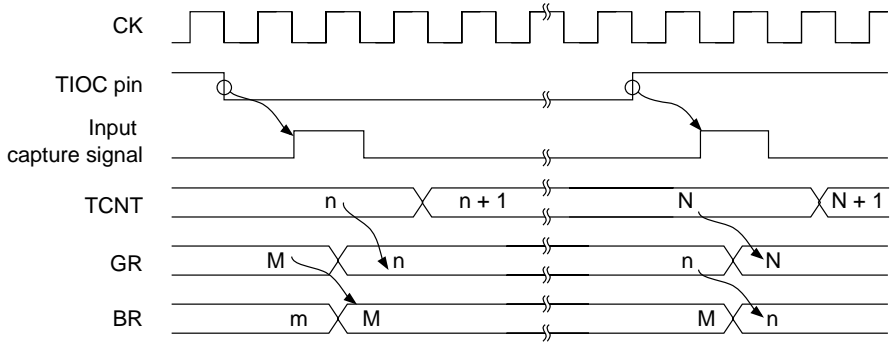 CK
TIOC pin
Input
capture signal
TCNT n n + 1 N N + 1
GR M n n N
BR m M M n